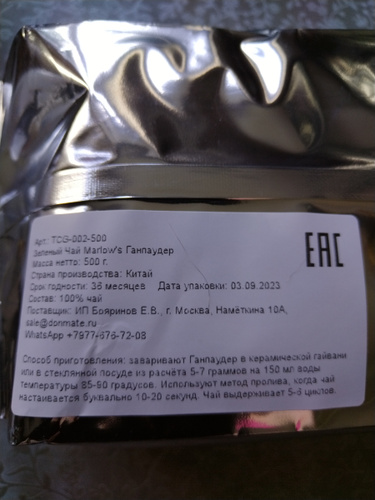 Арт.: TCG-002-500
Зеленый Чай Marlow's Ганпаудер
Масса нетто: 500 г.
Страна производства: Китай
Срок годности: 36 месяцев Дата упаковки: 03.09.2023
Состав: 100% чай
Поставщик: ИП Бояринов Е.В., г. Москва, Намёткина 10А,
sale@donmate.ru
WhatsApp +7977-676-72-08
EAC
Способ приготовления: заваривают Ганпаудер в керамической гайвани
или в стеклянной посуде из расчёта 5-7 граммов на 150 мл воды
температуры 85-90 градусов. Используют метод пролива, когда чай
настаивается буквально 10-20 секунд. Чай выдерживает 5-6 циклов.